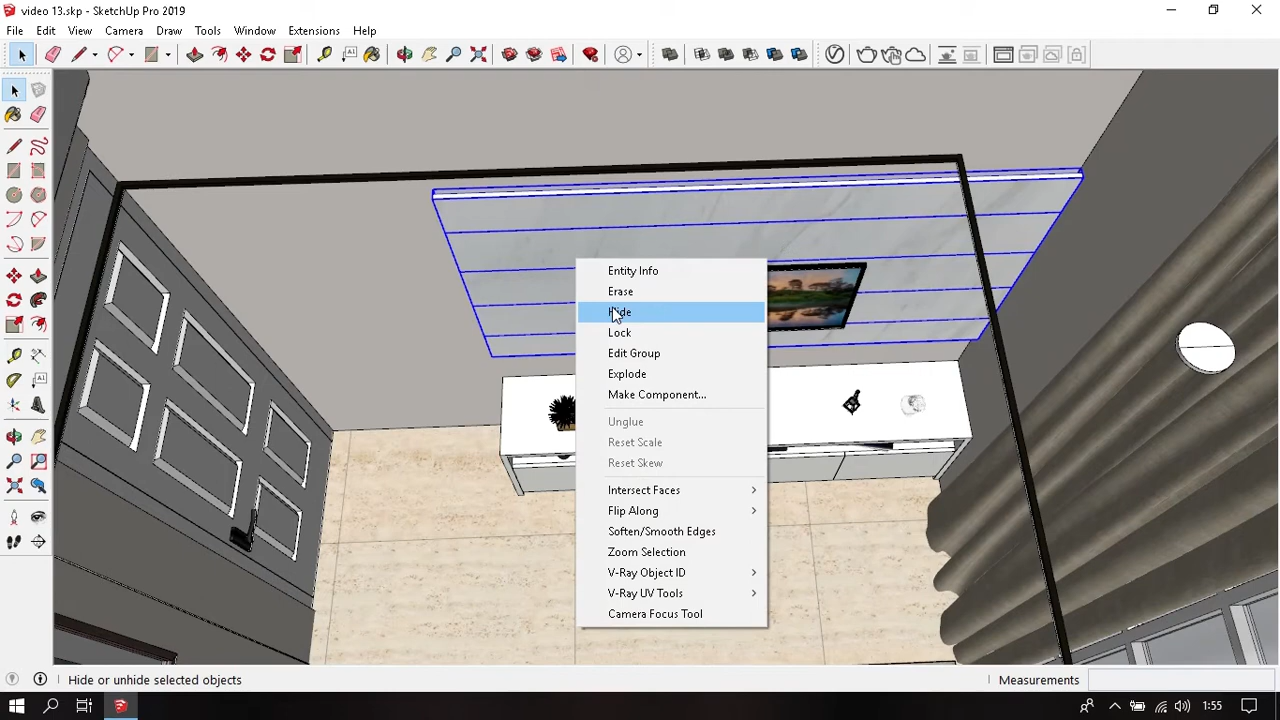 video 13.skp - SketchUp Pro 2019
File Edit View Camera Draw Tools Window Extensions Help
Entity Info
Erase
Hide
Lock
Edit Group
Explode
Make Component...
Unglue
Reset Scale
Reset Skew
Intersect Faces
Flip Along
Soften/Smooth Edges
Zoom Selection
V-Ray Object ID
V-Ray UV Tools
Camera Focus Tool
Hide or unhide selected objects
Measurements
1:55